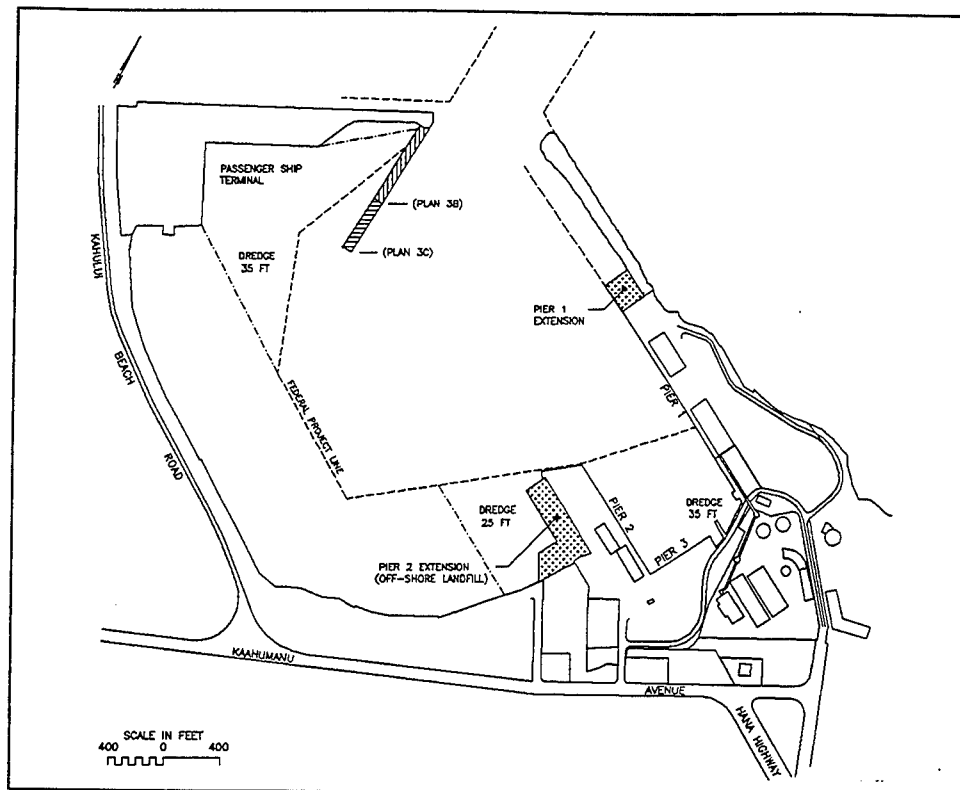 PASSENGER SHIP
TERMINAL
(PLAN 3B)
(PLAN 3C)
KAHULUI
BEACH
ROAD
DREDGE
35 FT
PIER 1
EXTENSION
FEDERAL PROJECT LINE
PIER 1
DREDGE
25 FT
PIER 2
DREDGE
35 FT
PIER 3
PIER 2 EXTENSION
(OFF-SHORE LANDFILL)
KAAHUMANU
AVENUE
HANA HIGHWAY
SCALE IN FEET
400 0 400